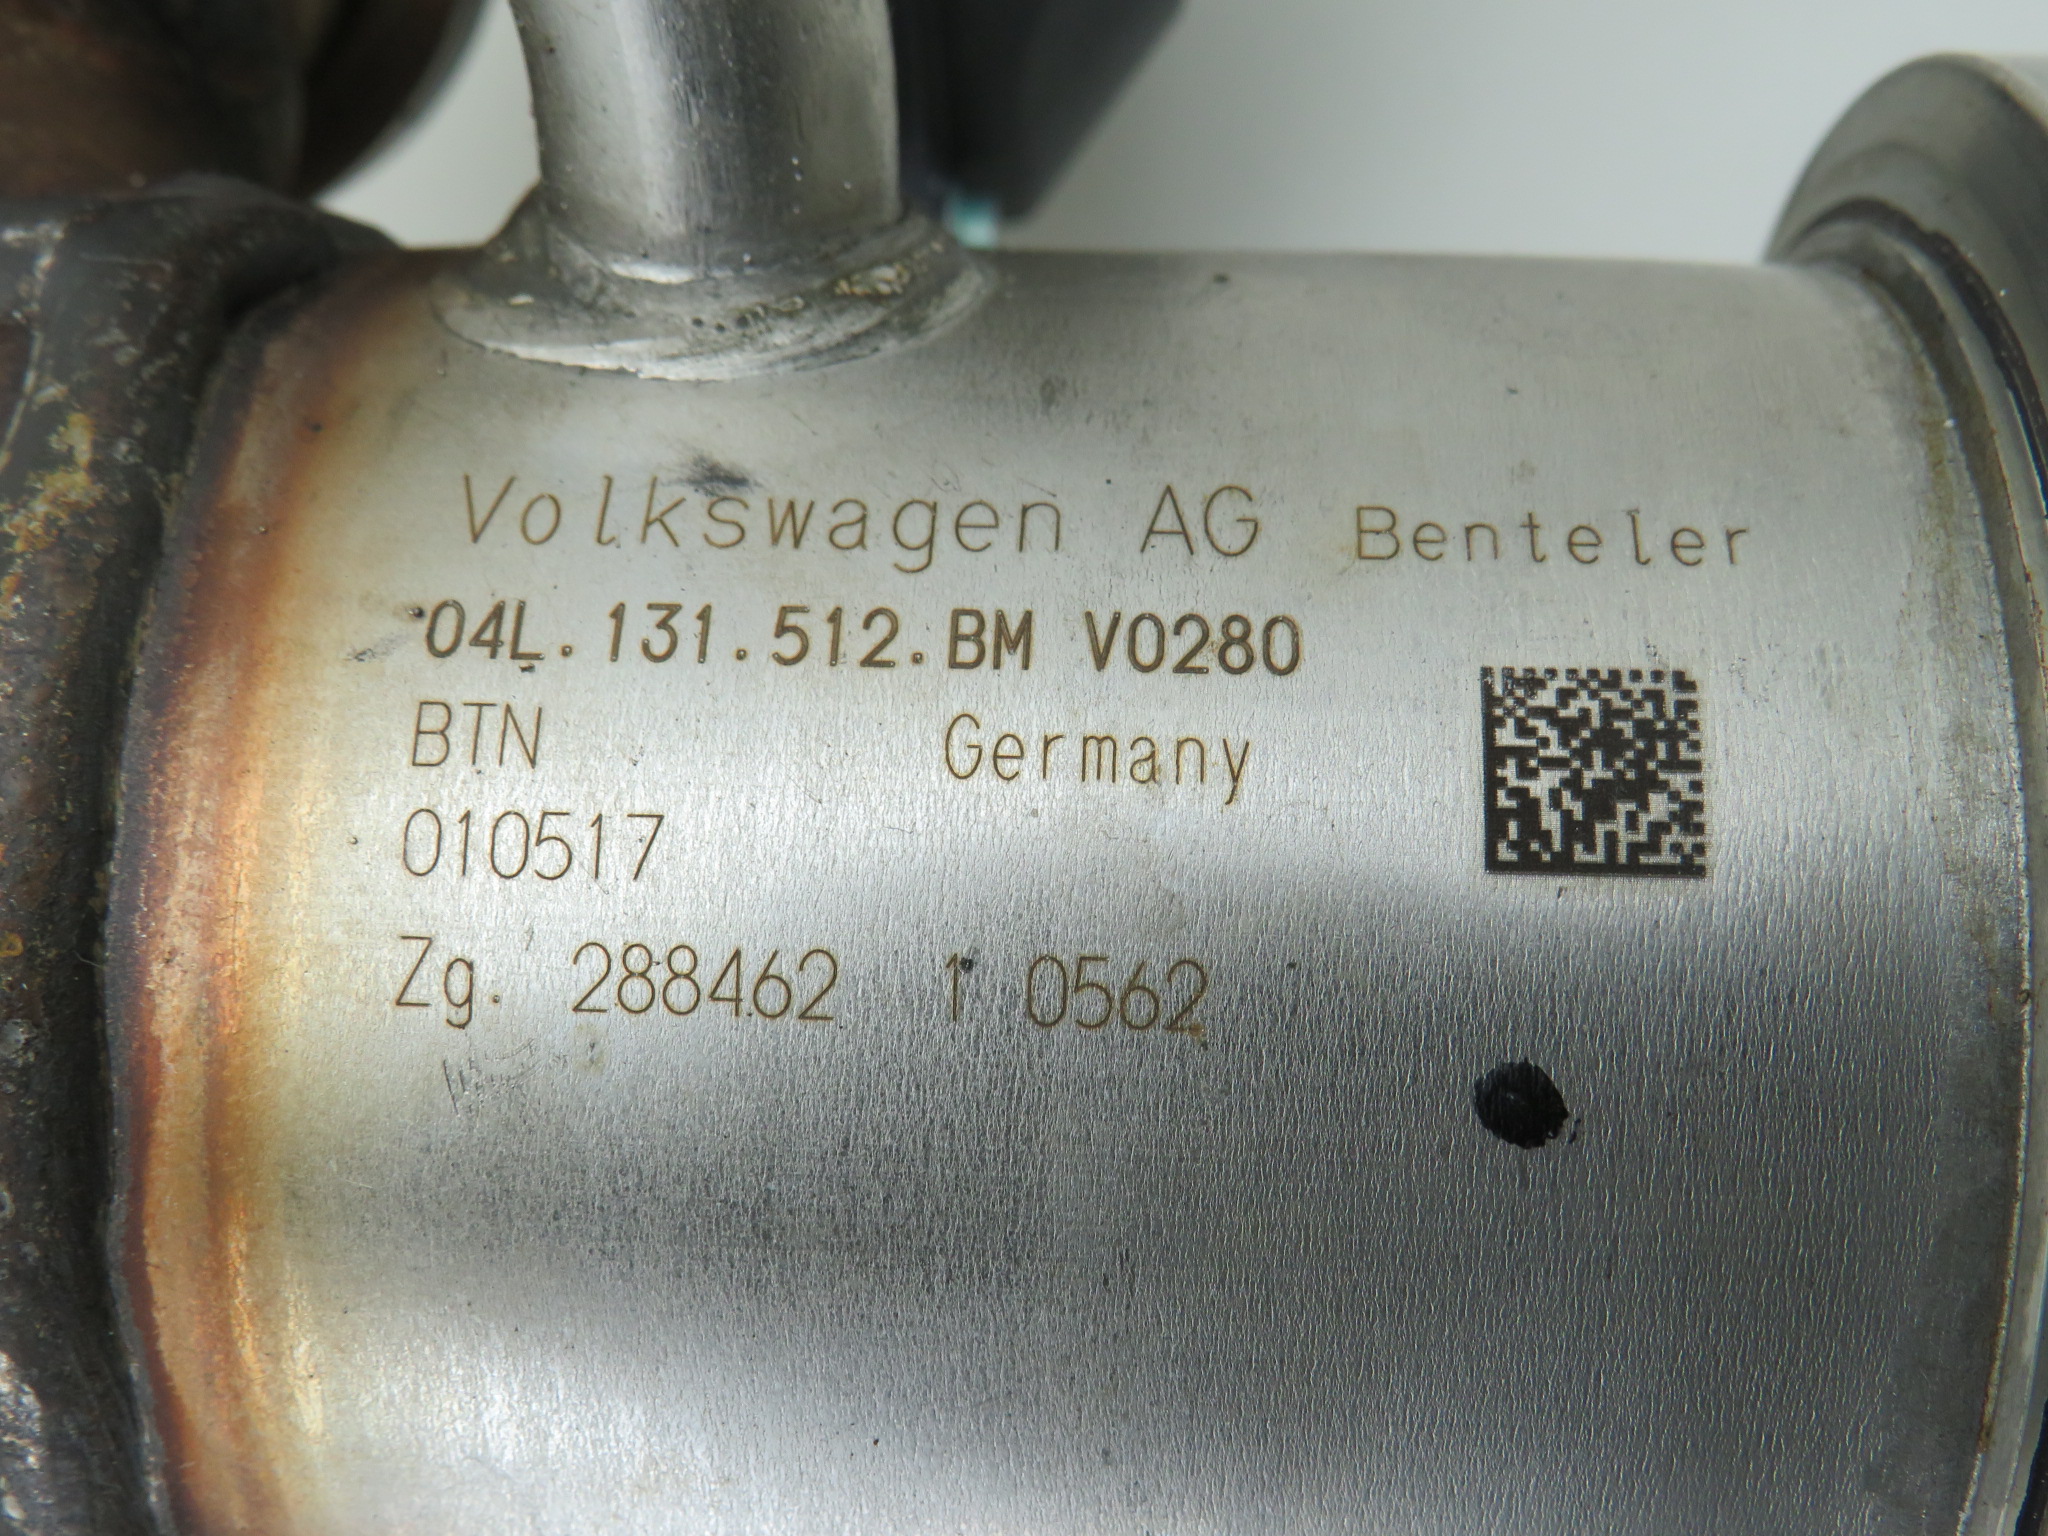 Volkswagen AG Benteler
04L.131.512.BM V0280
BTN Germany
010517
Zg. 288462 1 0562